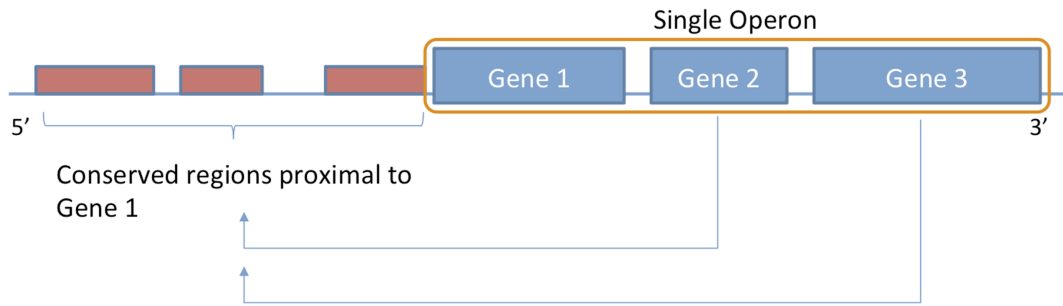 Single Operon
Gene 1
Gene 2
Gene 3
5’
3’
Conserved regions proximal to
Gene 1